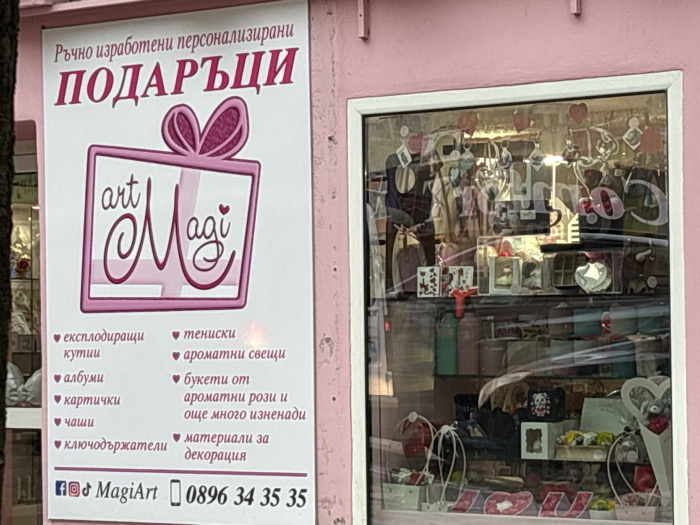 Ръчно изработени персонализирани
ПОДАРЪЦИ
art
Magi
експлодиращи
кутии
албуми
картички
чаши
ключодържатели
тениски
ароматни свещи
букети от
ароматни рози и
още много изненади
материали за
декорация
MagiArt
0896 34 35 35